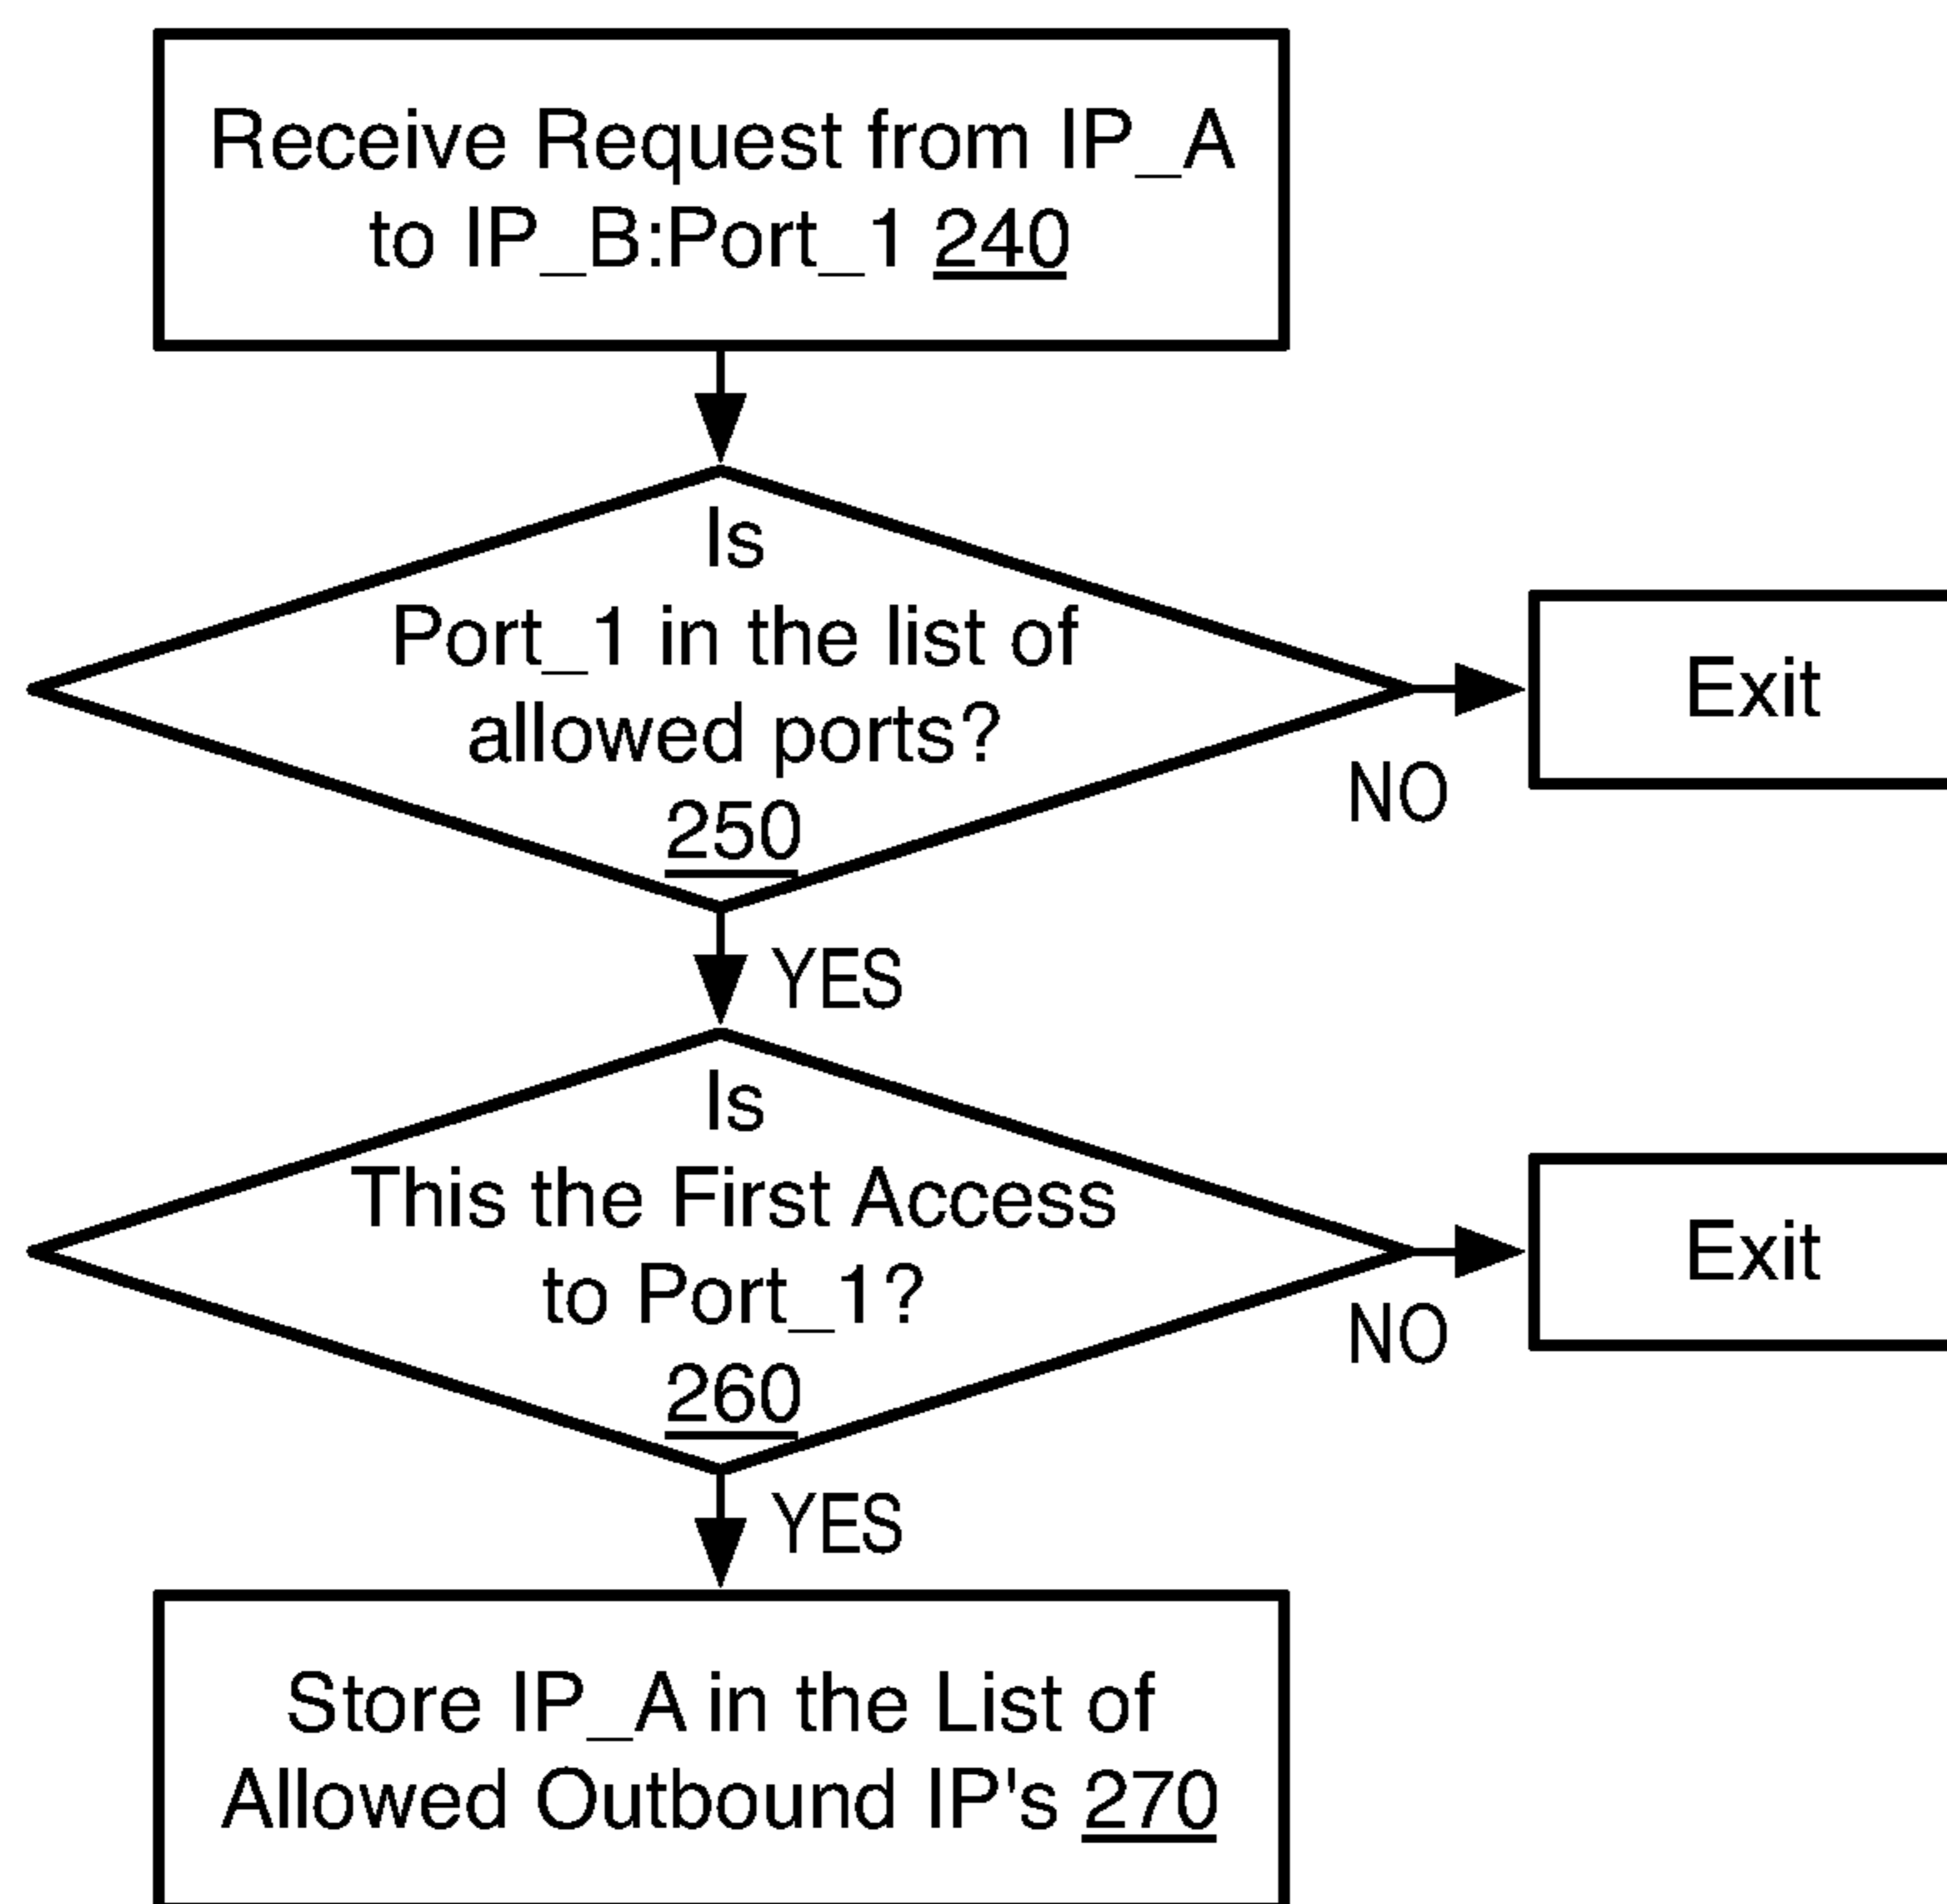 Receive Request from IP_A
to IP_B:Port_1 240
Is
Port_1 in the list of
allowed ports?
250
Exit
NO
YES
Is
This the First Access
to Port_1?
260
Exit
NO
YES
Store IP_A in the List of
Allowed Outbound IP's 270